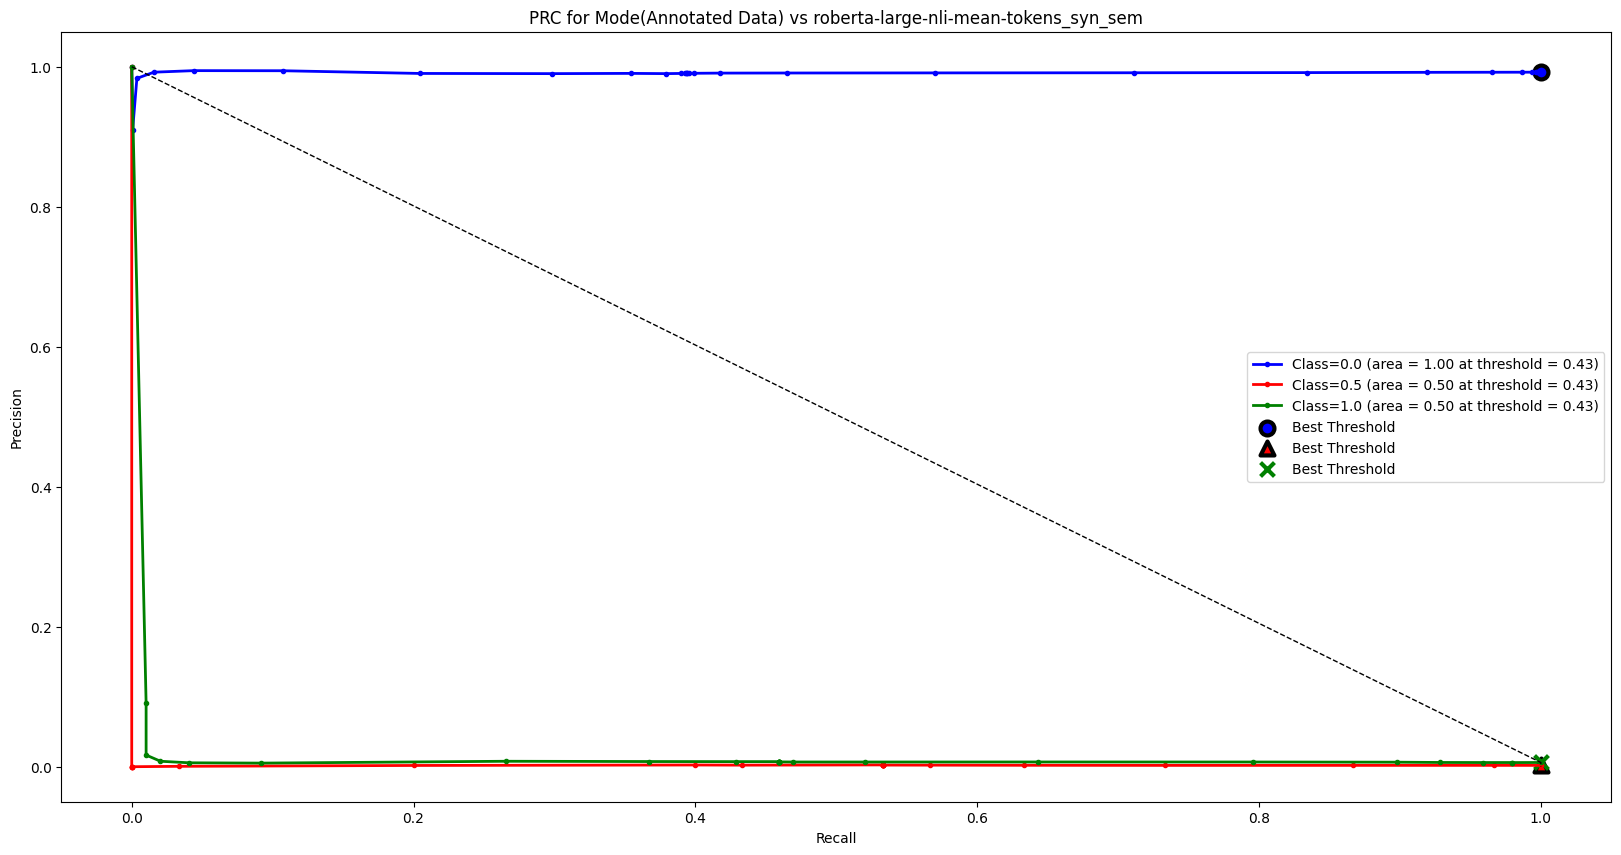 PRC for Mode(Annotated Data) vs roberta-large-nli-mean-tokens_syn_sem
Precision
1.0
0.8
0.6
0.4
0.2
0.0
Class=0.0 (area = 1.00 at threshold = 0.43)
Class=0.5 (area = 0.50 at threshold = 0.43)
Class=1.0 (area = 0.50 at threshold = 0.43)
Best Threshold
Best Threshold
Best Threshold
0.0 0.2 0.4 0.6 0.8 1.0
Recall